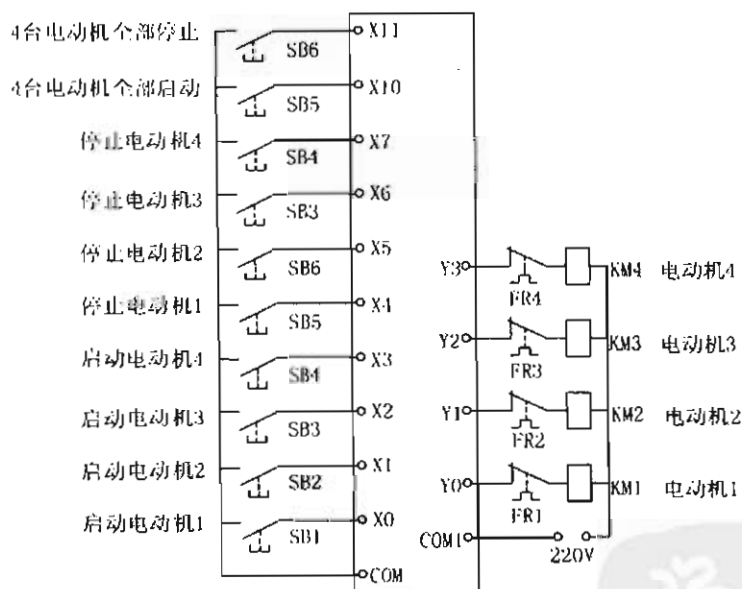 4台电动机全部停止 SB6 X11
4台电动机全部启动 SB5 X10
停止电动机4 SB4 X7
停止电动机3 SB3 X6
停止电动机2 SB6 X5
停止电动机1 SB5 X4
启动电动机4 SB4 X3
启动电动机3 SB3 X2
启动电动机2 SB2 X1
启动电动机1 SB1 X0
COM
Y3 FR4 KM4 电动机4
Y2 FR3 KM3 电动机3
Y1 FR2 KM2 电动机2
Y0 FR1 KM1 电动机1
COM1 220V